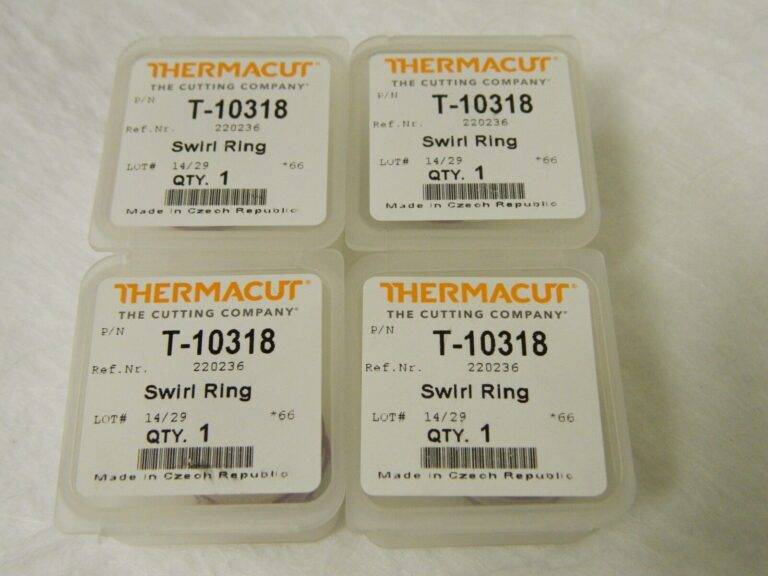 THERMACUT®
THE CUTTING COMPANY®
P/N
T-10318
Ref.Nr. 220236
Swirl Ring
LOT# 14/29 *66
QTY. 1
Made in Czech Republic
THERMACUT®
THE CUTTING COMPANY®
P/N
T-10318
Ref.Nr. 220236
Swirl Ring
LOT# 14/29 *66
QTY. 1
Made in Czech Republic
THERMACUT®
THE CUTTING COMPANY®
P/N
T-10318
Ref.Nr. 220236
Swirl Ring
LOT# 14/29 *66
QTY. 1
Made in Czech Republic
THERMACUT®
THE CUTTING COMPANY®
P/N
T-10318
Ref.Nr. 220236
Swirl Ring
LOT# 14/29 *66
QTY. 1
Made in Czech Republic